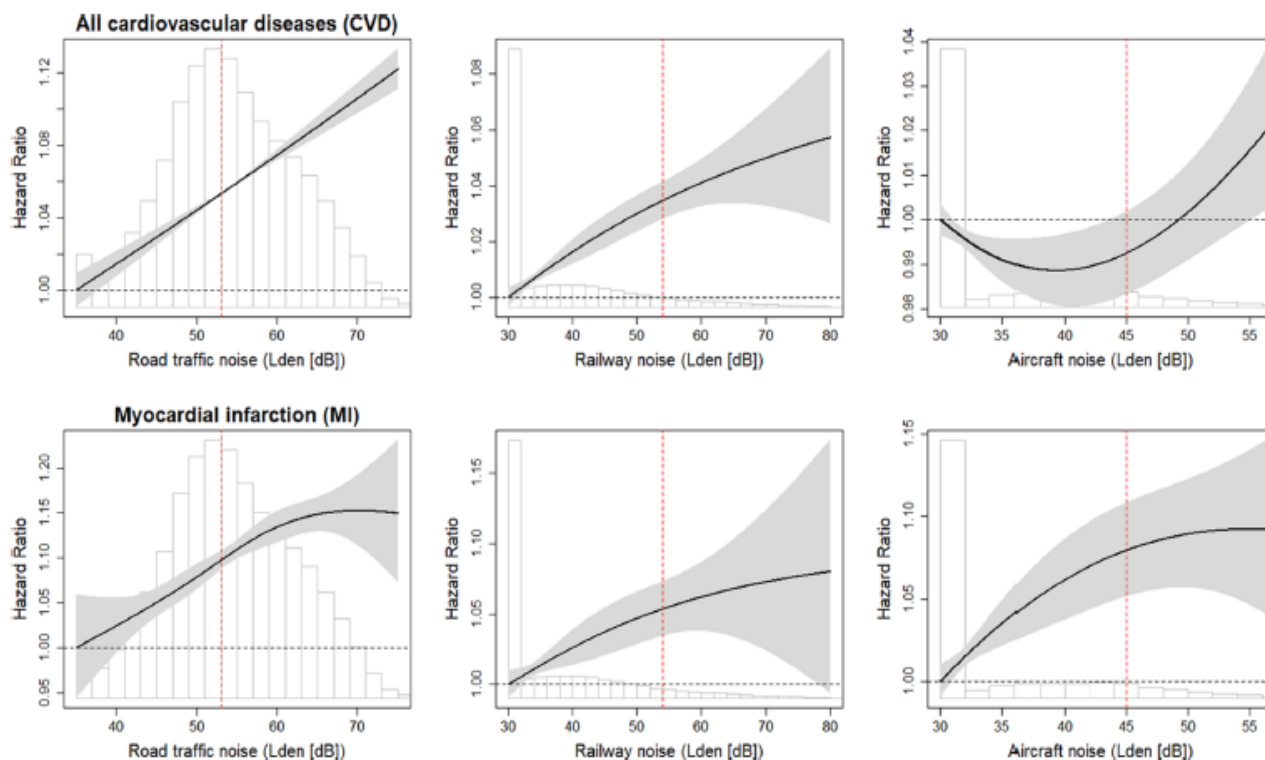 All cardiovascular diseases (CVD)
Hazard Ratio
1.00 1.04 1.08 1.12
40 50 60 70
Road traffic noise (Lden [dB])
Hazard Ratio
1.00 1.02 1.04 1.06 1.08
30 40 50 60 70 80
Railway noise (Lden [dB])
Hazard Ratio
0.98 0.99 1.00 1.01 1.02 1.03 1.04
30 35 40 45 50 55
Aircraft noise (Lden [dB])
Myocardial infarction (MI)
Hazard Ratio
0.95 1.00 1.05 1.10 1.15 1.20
40 50 60 70
Road traffic noise (Lden [dB])
Hazard Ratio
1.00 1.05 1.10 1.15
30 40 50 60 70 80
Railway noise (Lden [dB])
Hazard Ratio
1.00 1.05 1.10 1.15
30 35 40 45 50 55
Aircraft noise (Lden [dB])